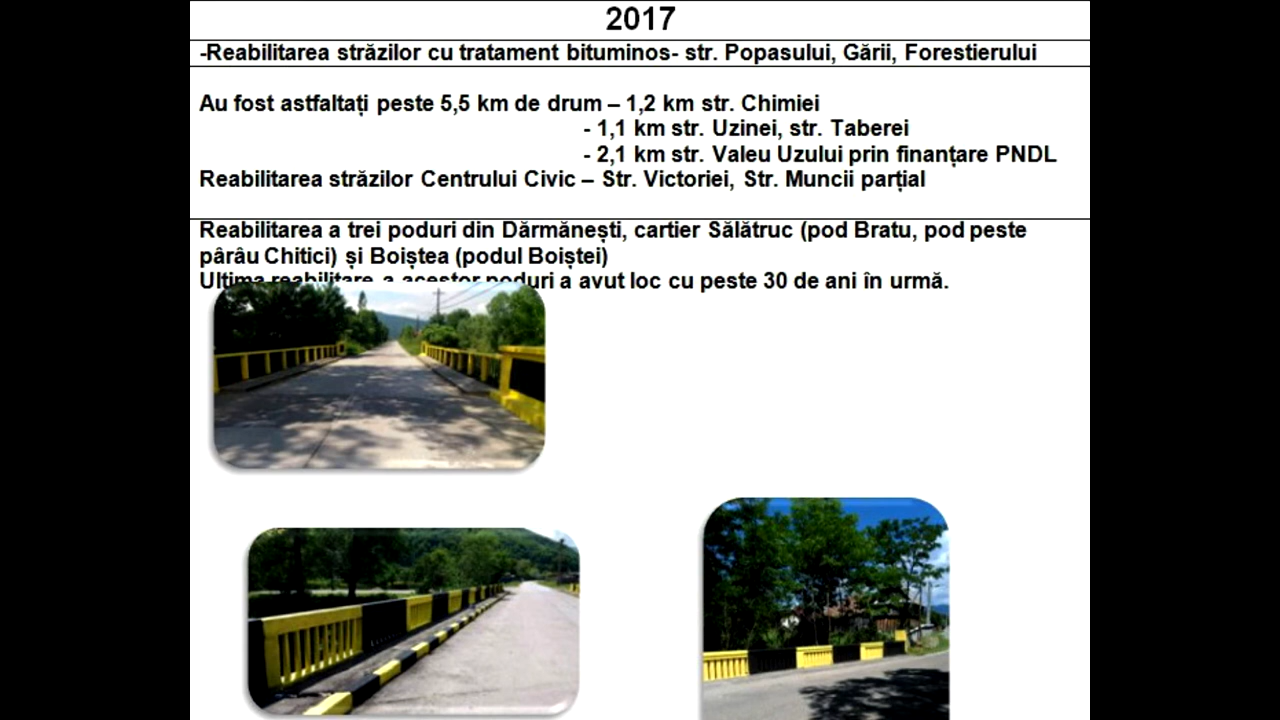 2017
-Reabilitarea străzilor cu tratament bituminos- str. Popasului, Gării, Forestierului
Au fost astfaltați peste 5,5 km de drum – 1,2 km str. Chimiei
- 1,1 km str. Uzinei, str. Taberei
- 2,1 km str. Valeu Uzului prin finanțare PNDL
Reabilitarea străzilor Centrului Civic – Str. Victoriei, Str. Muncii parțial
Reabilitarea a trei poduri din Dărmănești, cartier Sălătruc (pod Bratu, pod peste
pârâu Chitici) și Boiștea (podul Boiștei)
Ultima reabilitare a acestor poduri a avut loc cu peste 30 de ani în urmă.